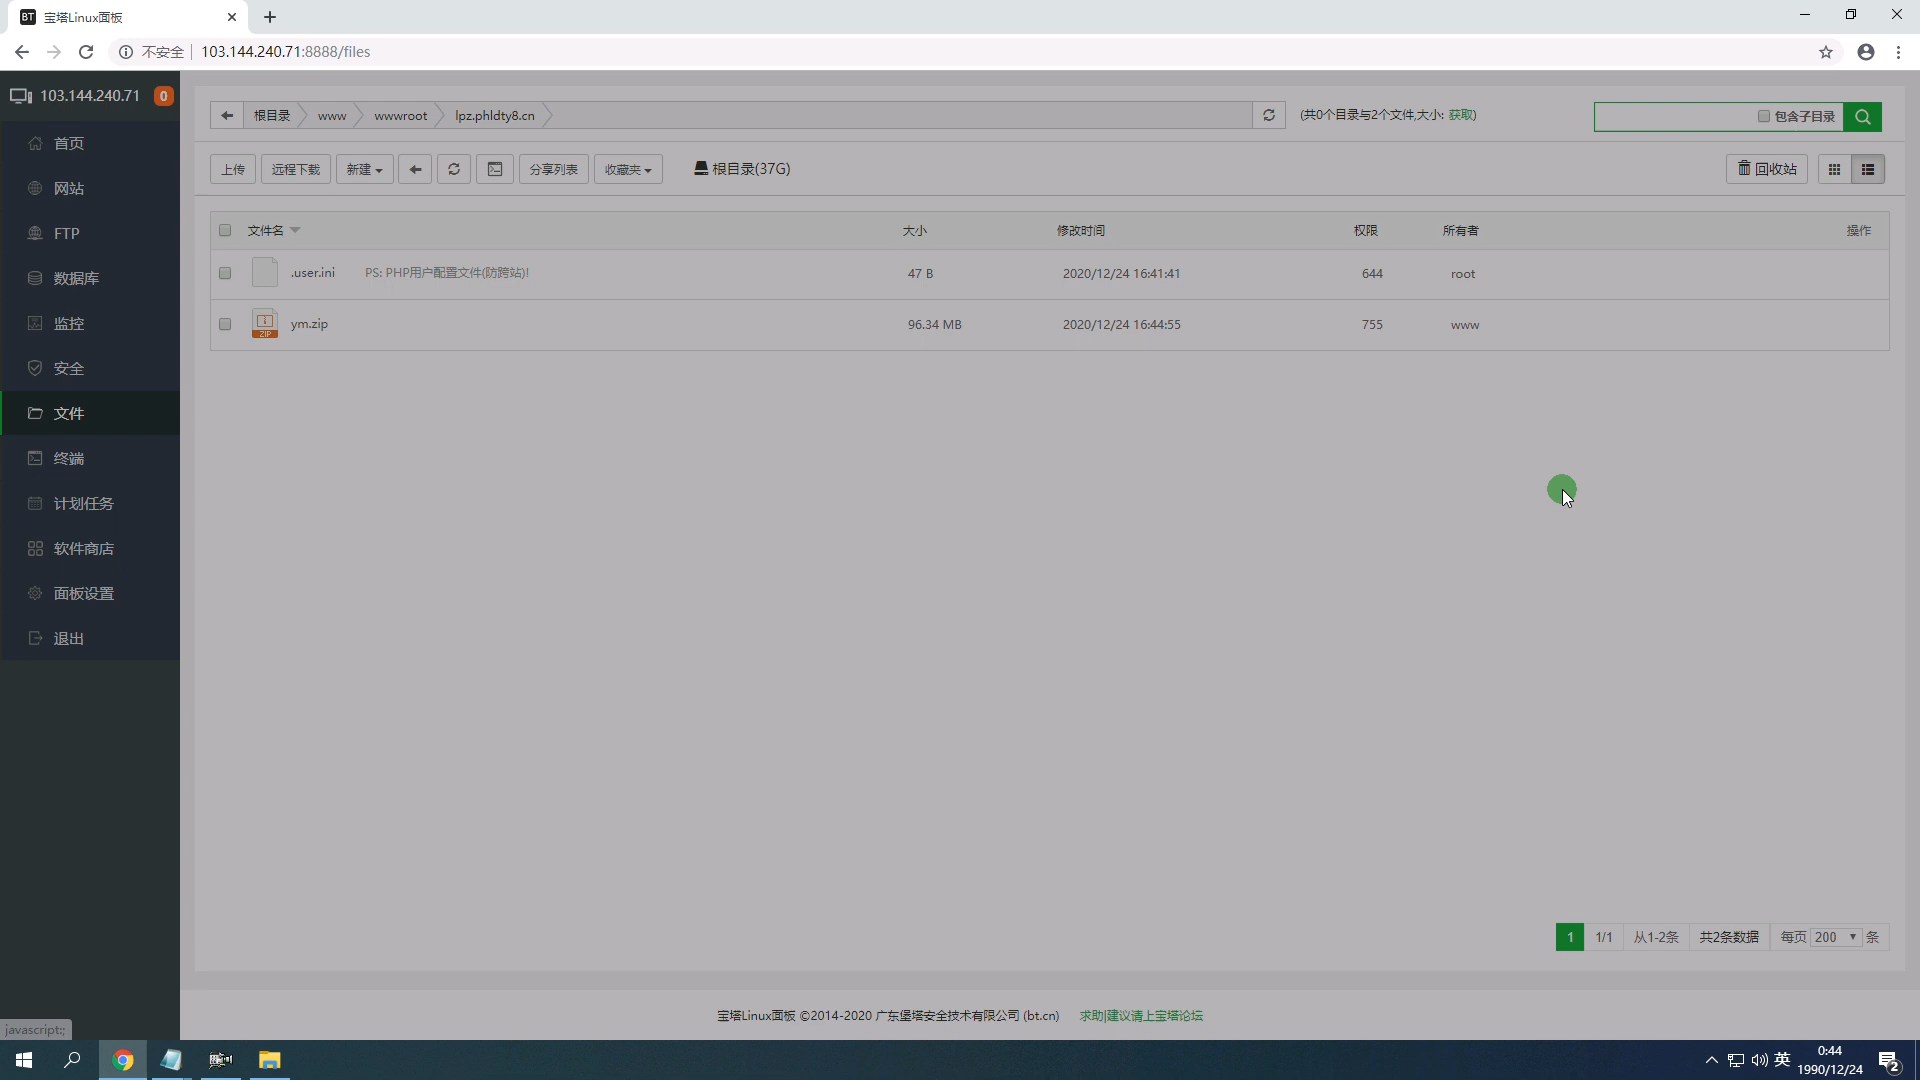 BT 宝塔Linux面板
不安全 103.144.240.71:8888/files
103.144.240.71 0
首页
网站
FTP
数据库
监控
安全
文件
终端
计划任务
软件商店
面板设置
退出
根目录 www wwwroot lpz.phldty8.cn (共0个目录与2个文件,大小: 获取) 包含子目录
上传 远程下载 新建 分享列表 收藏夹 根目录(37G) 回收站
文件名 大小 修改时间 权限 所有者 操作
.user.ini PS: PHP用户配置文件(防跨站)! 47 B 2020/12/24 16:41:41 644 root
ZIP ym.zip 96.34 MB 2020/12/24 16:44:55 755 www
1 1/1 从1-2条 共2条数据 每页 200 条
宝塔Linux面板 ©2014-2020 广东堡塔安全技术有限公司 (bt.cn) 求助|建议请上宝塔论坛
javascript:;
英 0:44
1990/12/24 2